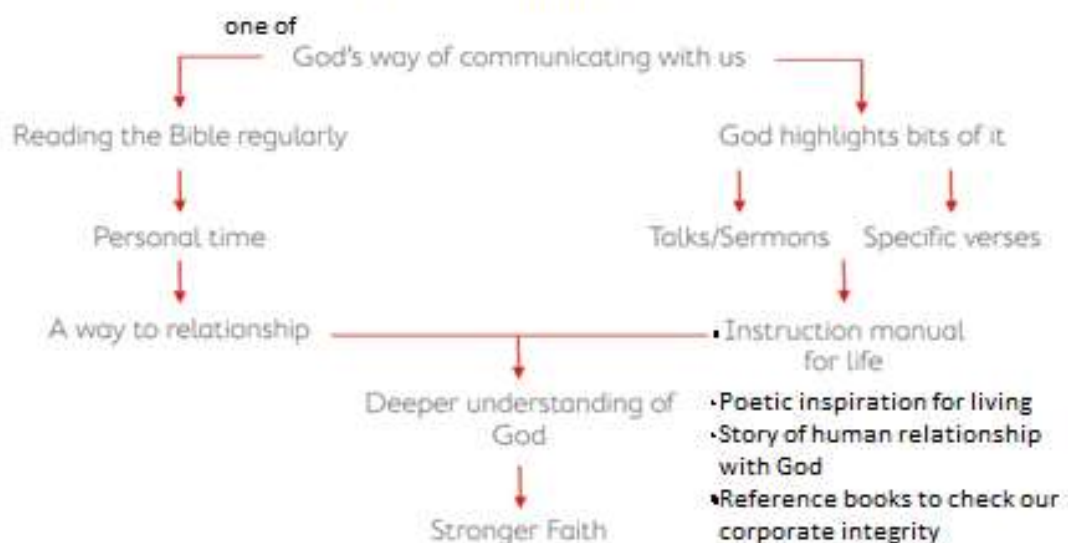 one of
God's way of communicating with us
Reading the Bible regularly
God highlights bits of it
Personal time
Talks/Sermons
Specific verses
A way to relationship
▪Instruction manual
for life
Deeper understanding of
God
•Poetic inspiration for living
•Story of human relationship
with God
•Reference books to check our
corporate integrity
Stronger Faith